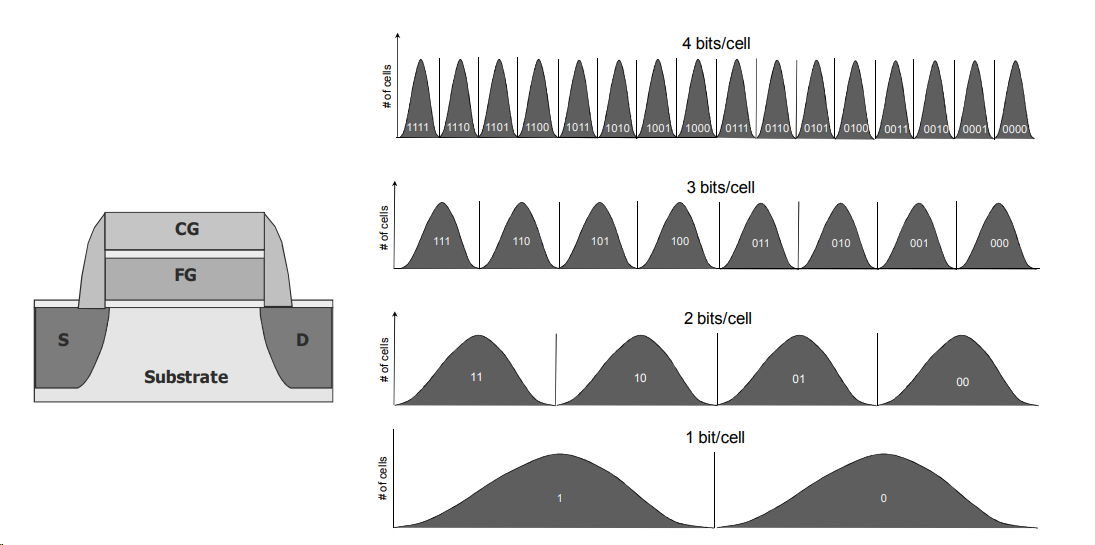 CG
FG
S
D
Substrate
4 bits/cell
# of cells
1111 1110 1101 1100 1011 1010 1001 1000 0111 0110 0101 0100 0011 0010 0001 0000
3 bits/cell
# of cells
111 110 101 100 011 010 001 000
2 bits/cell
# of cells
11 10 01 00
1 bit/cell
# of cells
1 0